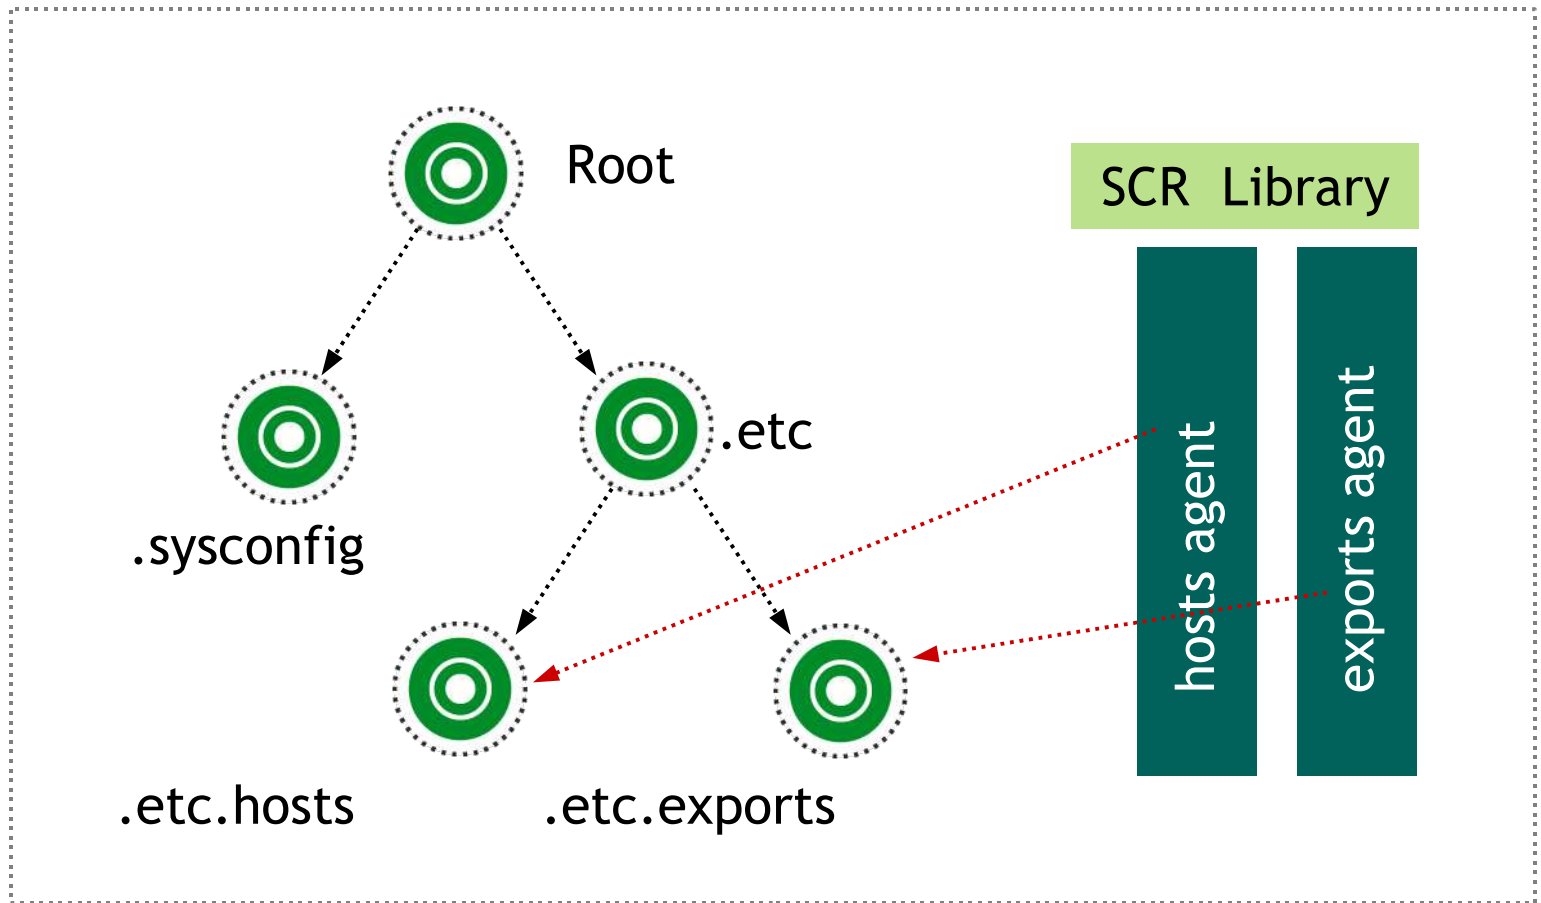 Root
SCR Library
.etc
.sysconfig
hosts agent
exports agent
.etc.hosts
.etc.exports